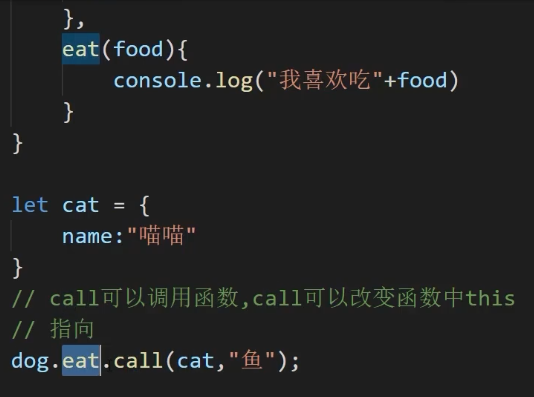 },
eat(food){
console.log("我喜欢吃"+food)
}
}
let cat = {
name:"喵喵"
}
// call可以调用函数,call可以改变函数中this
// 指向
dog.eat.call(cat,"鱼");